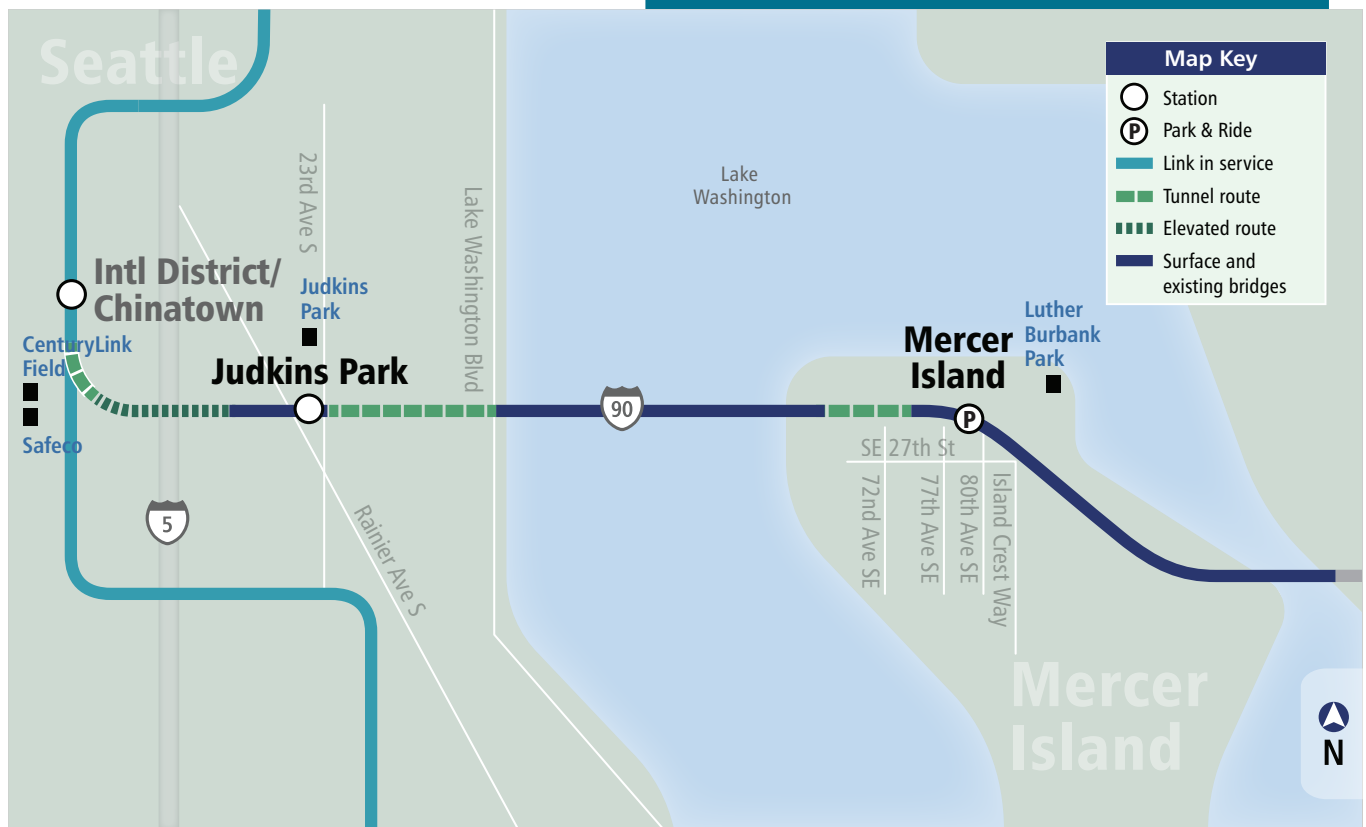 Seattle
Map Key
Station
P
Park & Ride
Link in service
Tunnel route
Elevated route
Surface and
existing bridges
Lake
Washington
23rd Ave S
Lake Washington Blvd
Intl District/
Chinatown
Judkins
Park
CenturyLink
Field
Judkins Park
Safeco
5
Rainier Ave S
90
Mercer
Island
Luther
Burbank
Park
P
SE 27th St
72nd Ave SE
77th Ave SE
80th Ave SE
Island Crest Way
Mercer
Island
N